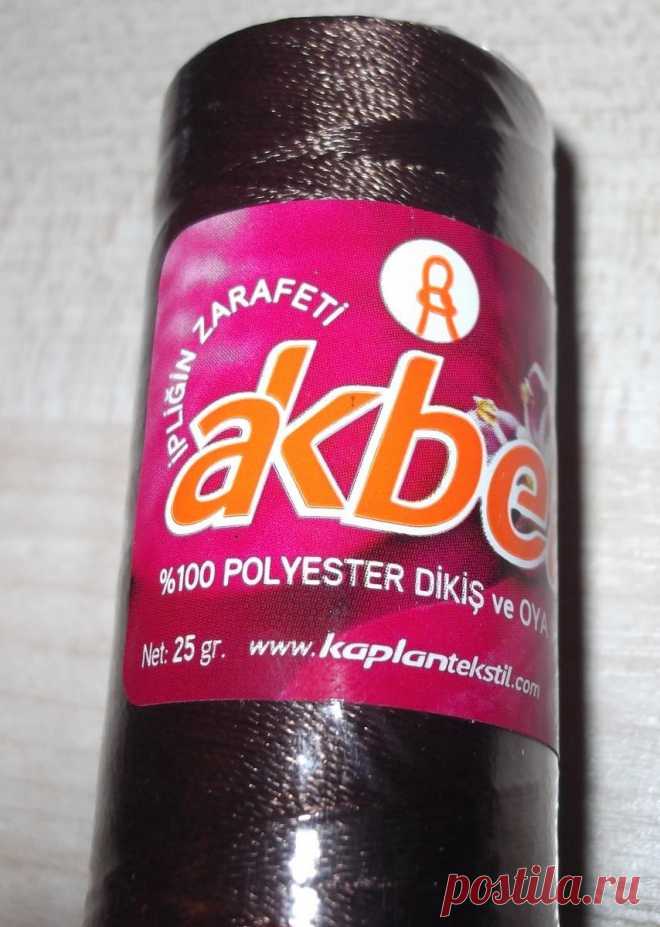 İPLİĞİN ZARAFETİ
akbe
%100 POLYESTER DİKİŞ ve OYA
Net: 25 gr. www.kaplantekstil.com
postila.ru